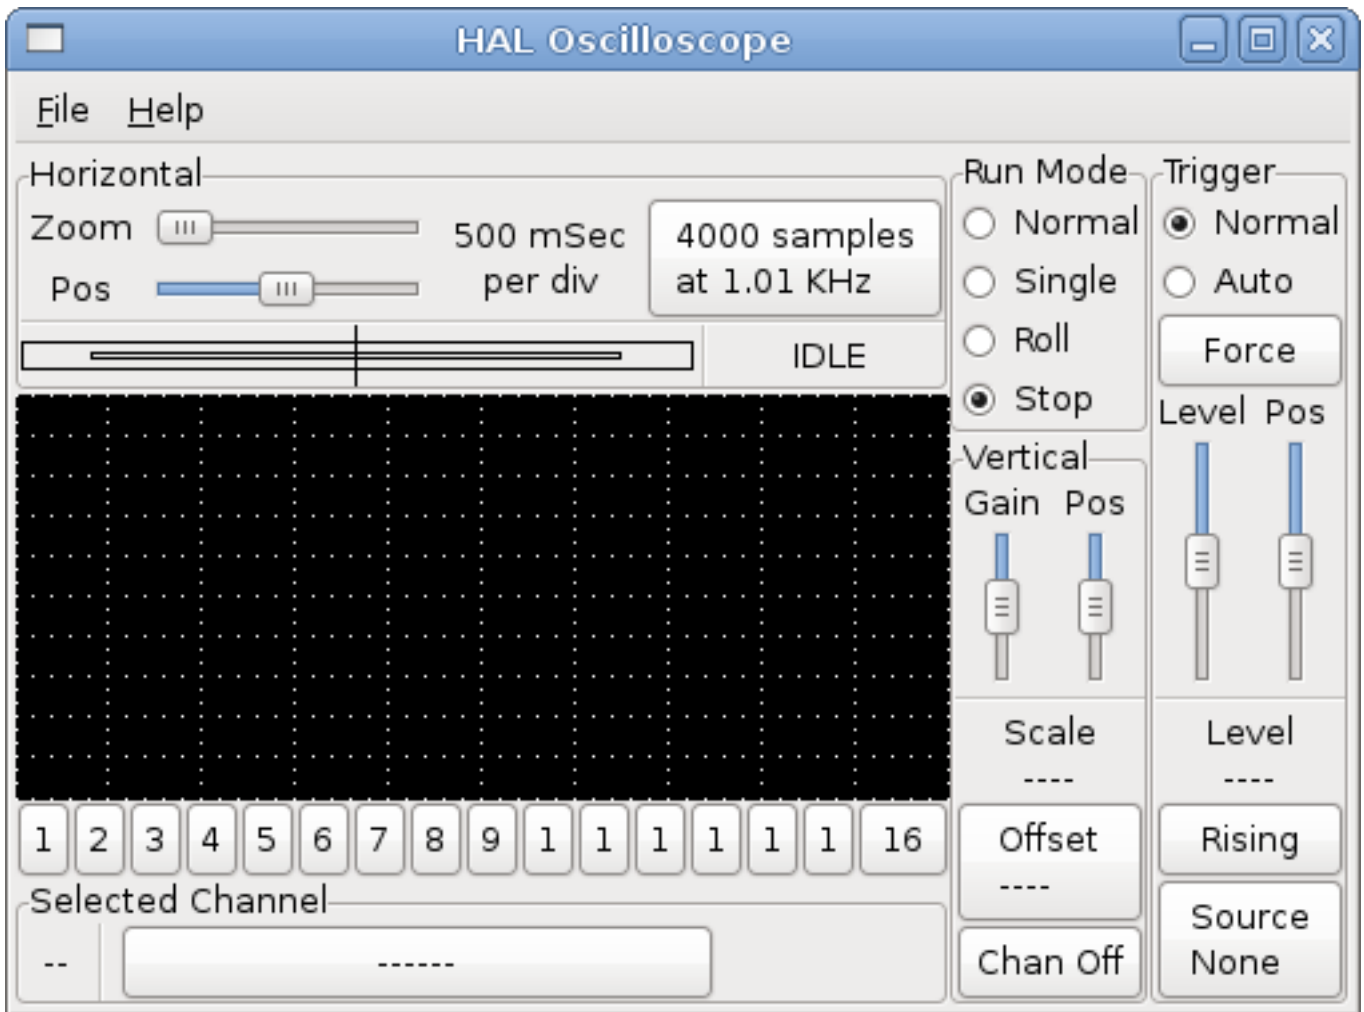 HAL Oscilloscope
File Help
Horizontal
Zoom
Pos
500 mSec
per div
4000 samples
at 1.01 KHz
IDLE
Run Mode
Normal
Single
Roll
Stop
Trigger
Normal
Auto
Force
Level Pos
Vertical
Gain Pos
Scale
----
Level
----
1 2 3 4 5 6 7 8 9 1 1 1 1 1 1 16
Offset
----
Rising
Selected Channel
--
------
Chan Off
Source
None